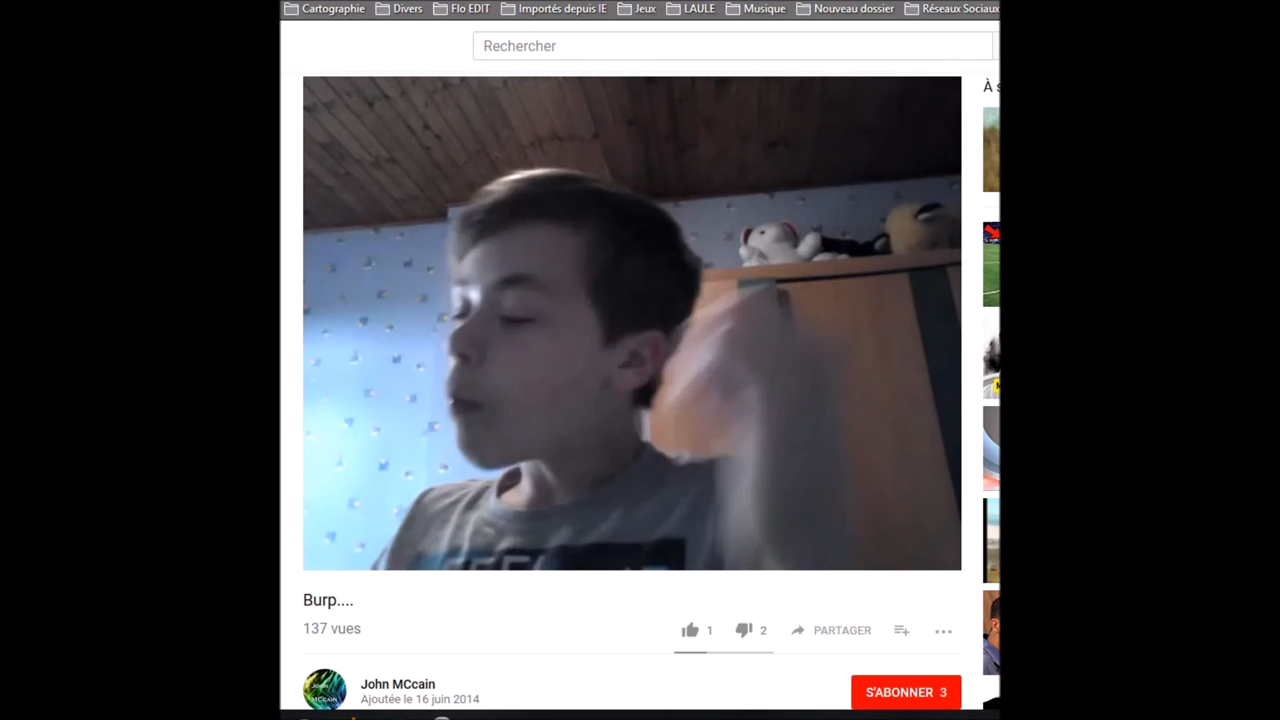 Cartographie Divers Flo EDIT Importés depuis IE Jeux LAULE Musique Nouveau dossier Réseaux Sociaux
Rechercher
À
Burp....
137 vues
1 2 PARTAGER
John MCcain
Ajoutée le 16 juin 2014
S'ABONNER 3